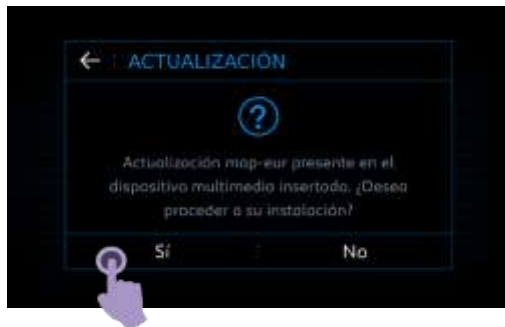 ACTUALIZACIÓN
Actualización map-eur presente en el
dispositivo multimedia insertado. ¿Desea
proceder a su instalación?
Sí
No